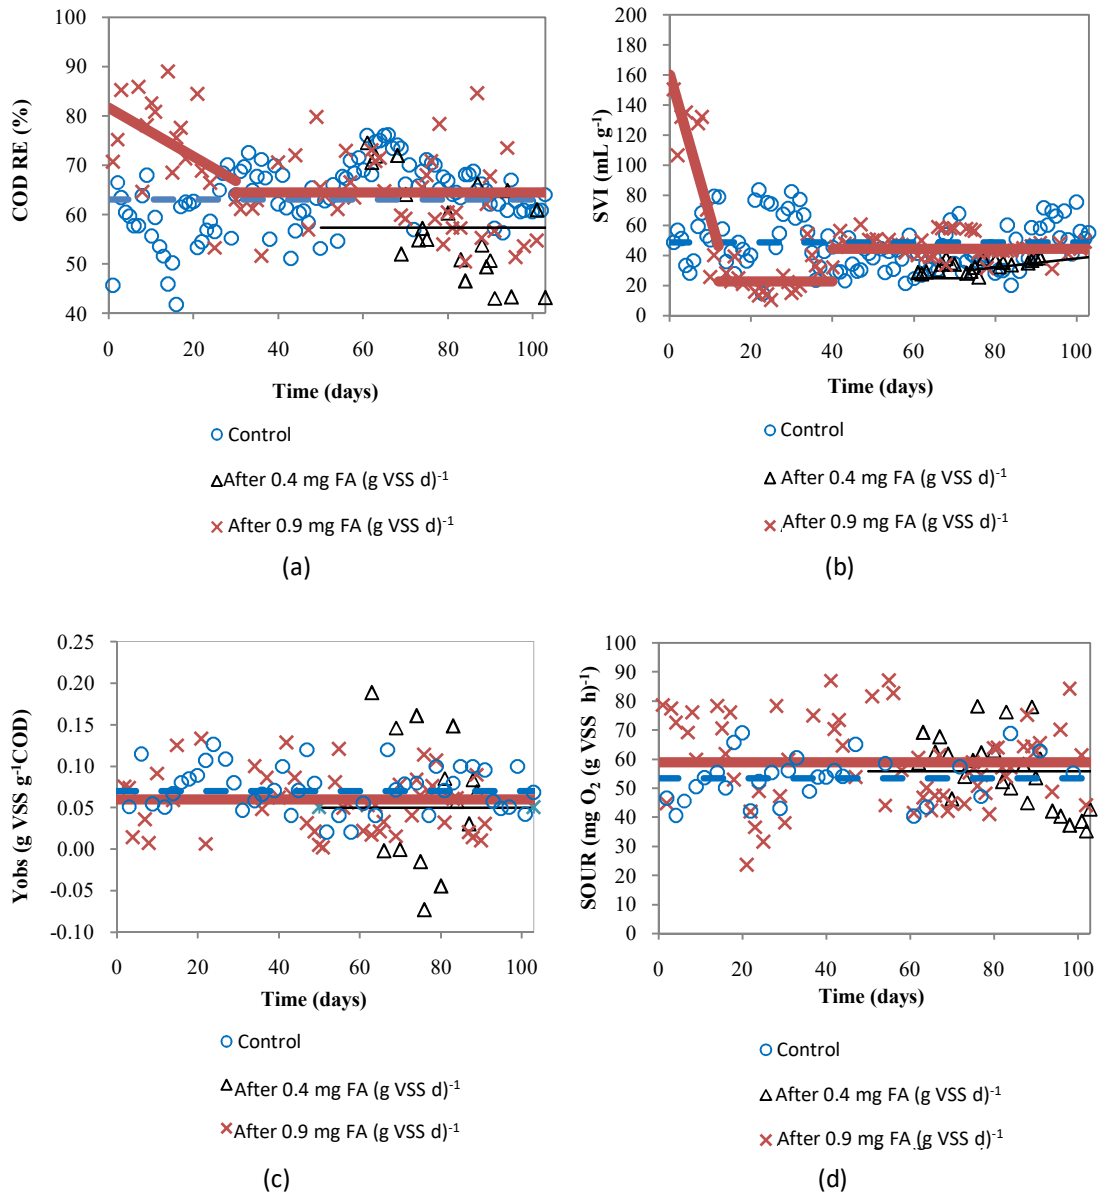 100
90
80
70
60
50
40
COD RE (%)
0
20
40
60
80
100
Time (days)
Control
After 0.4 mg FA (g VSS d)-1
After 0.9 mg FA (g VSS d)-1
(a)
200
180
160
140
120
100
80
60
40
20
0
SVI (mL g-1)
0
20
40
60
80
100
Time (days)
Control
After 0.4 mg FA (g VSS d)-1
After 0.9 mg FA (g VSS d)-1
(b)
0.25
0.20
0.15
0.10
0.05
0.00
-0.05
-0.10
Yobs (g VSS g-1COD)
0
20
40
60
80
100
Time (days)
Control
After 0.4 mg FA (g VSS d)-1
After 0.9 mg FA (g VSS d)-1
(c)
100
90
80
70
60
50
40
30
20
10
0
SOUR (mg O2 (g VSS h)-1)
0
20
40
60
80
100
Time (days)
Control
After 0.4 mg FA (g VSS d)-1
After 0.9 mg FA (g VSS d)-1
(d)